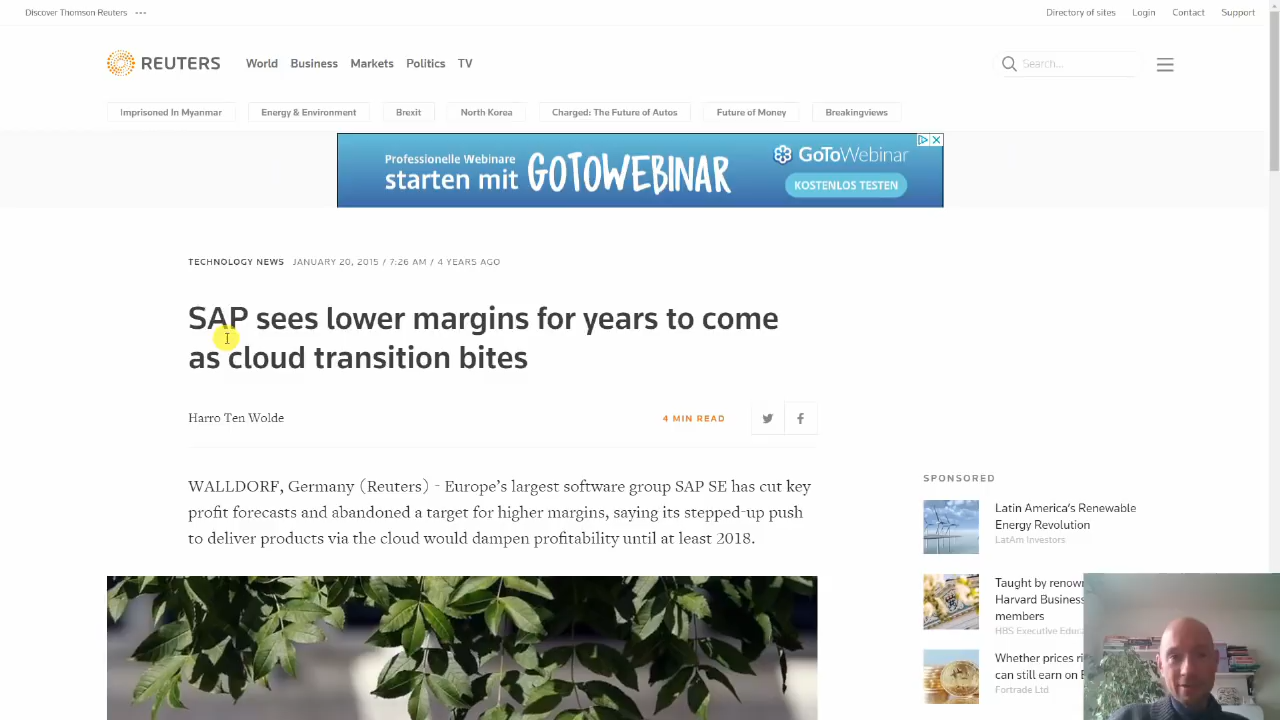 Discover Thomson Reuters
Directory of sites Login Contact Support
REUTERS World Business Markets Politics TV Search...
Imprisoned In Myanmar Energy & Environment Brexit North Korea Charged: The Future of Autos Future of Money Breakingviews
Professionelle Webinare
starten mit GOTOWEBINAR
GoToWebinar
KOSTENLOS TESTEN
TECHNOLOGY NEWS JANUARY 20, 2015 / 7:26 AM / 4 YEARS AGO
SAP sees lower margins for years to come
as cloud transition bites
Harro Ten Wolde 4 MIN READ
WALLDORF, Germany (Reuters) - Europe’s largest software group SAP SE has cut key
profit forecasts and abandoned a target for higher margins, saying its stepped-up push
to deliver products via the cloud would dampen profitability until at least 2018.
SPONSORED
Latin America’s Renewable
Energy Revolution
LatAm Investors
Taught by
Harvard Business
members
HBS Executive
Whether prices
can still earn on
Fortrade Ltd